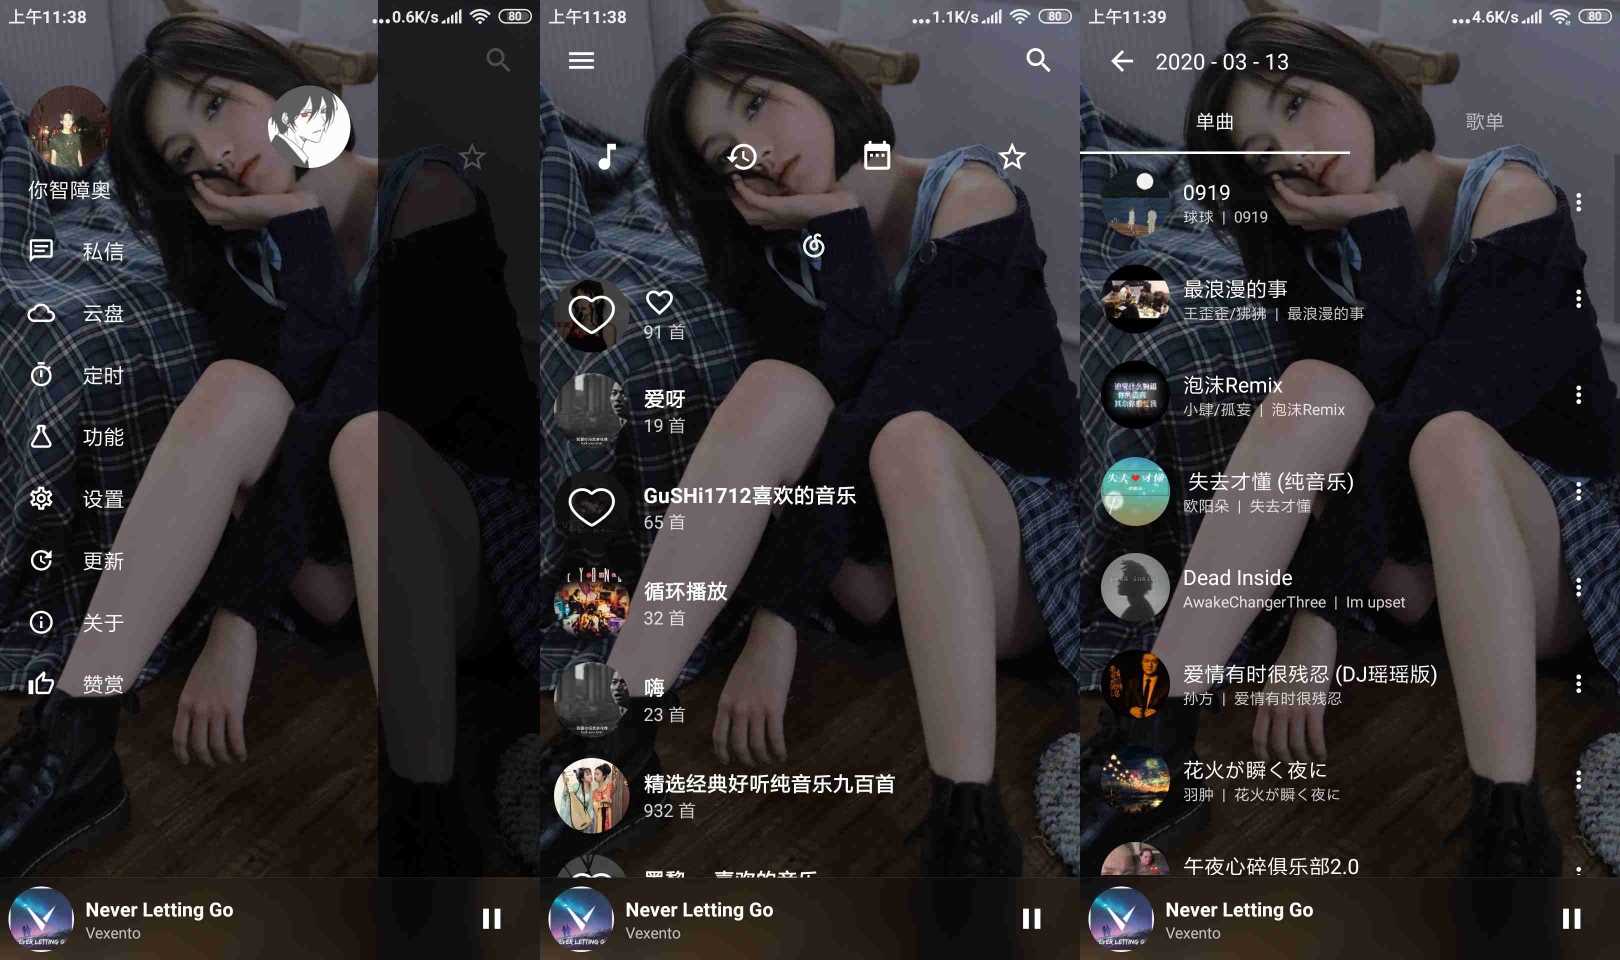 上午11:38
...0.6K/s
80
你智障奥
私信
云盘
定时
功能
设置
更新
关于
赞赏
Never Letting Go
Vexento
上午11:38
...1.1K/s
80
91 首
爱呀
19 首
GuSHi1712喜欢的音乐
65 首
循环播放
32 首
嗨
23 首
精选经典好听纯音乐九百首
932 首
喜欢的音乐
Never Letting Go
Vexento
上午11:39
...4.6K/s
80
2020 - 03 - 13
单曲
歌单
0919
球球 | 0919
最浪漫的事
王歪歪/狒狒 | 最浪漫的事
泡沫Remix
小肆/孤妄 | 泡沫Remix
失去才懂
失去才懂 (纯音乐)
欧阳朵 | 失去才懂
Dead Inside
AwakeChangerThree | Im upset
爱情有时很残忍 (DJ瑶瑶版)
孙方 | 爱情有时很残忍
花火が瞬く夜に
羽肿 | 花火が瞬く夜に
午夜心碎俱乐部2.0
Never Letting Go
Vexento